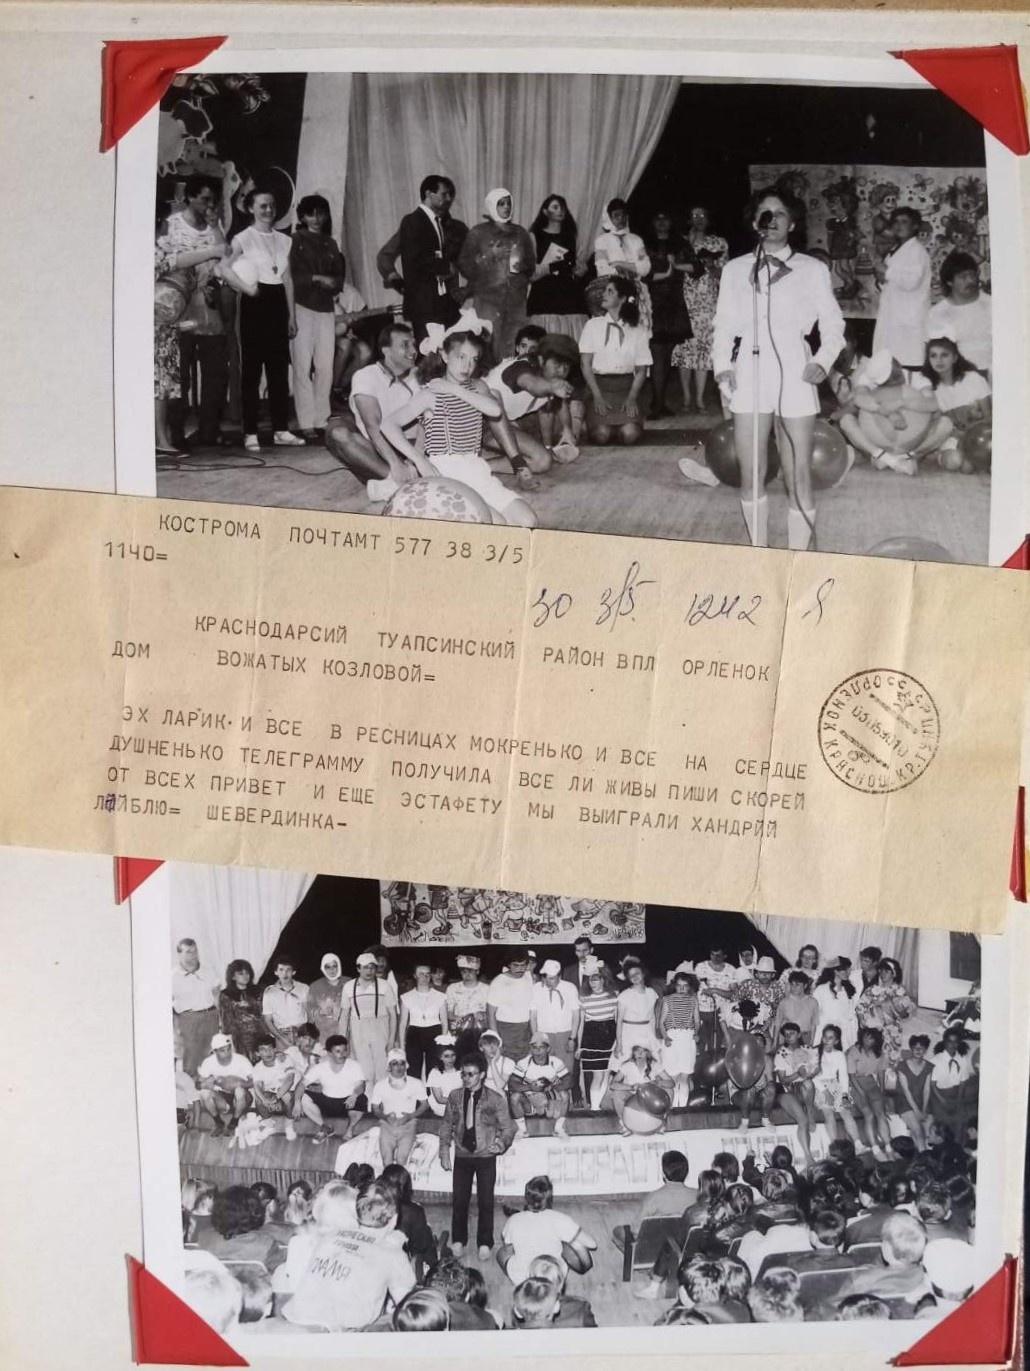 КОСТРОМА ПОЧТАМТ 577 38 3/5
1140=
30 3/5. 1242 Я
КРАСНОДАРСИЙ ТУАПСИНСКИЙ РАЙОН ВПЛ ОРЛЕНОК
ДОМ ВОЖАТЫХ КОЗЛОВОЙ=
ЭХ ЛАРИК. И ВСЕ В РЕСНИЦАХ МОКРЕНЬКО И ВСЕ НА СЕРДЦЕ
ДУШНЕНЬКО ТЕЛЕГРАММУ ПОЛУЧИЛА ВСЕ ЛИ ЖИВЫ ПИШИ СКОРЕЙ
ОТ ВСЕХ ПРИВЕТ И ЕЩЕ ЭСТАФЕТУ МЫ ВЫИГРАЛИ ХАНДРЙЙ
ЛЙБЛЮ= ШЕВЕРДИНКА-